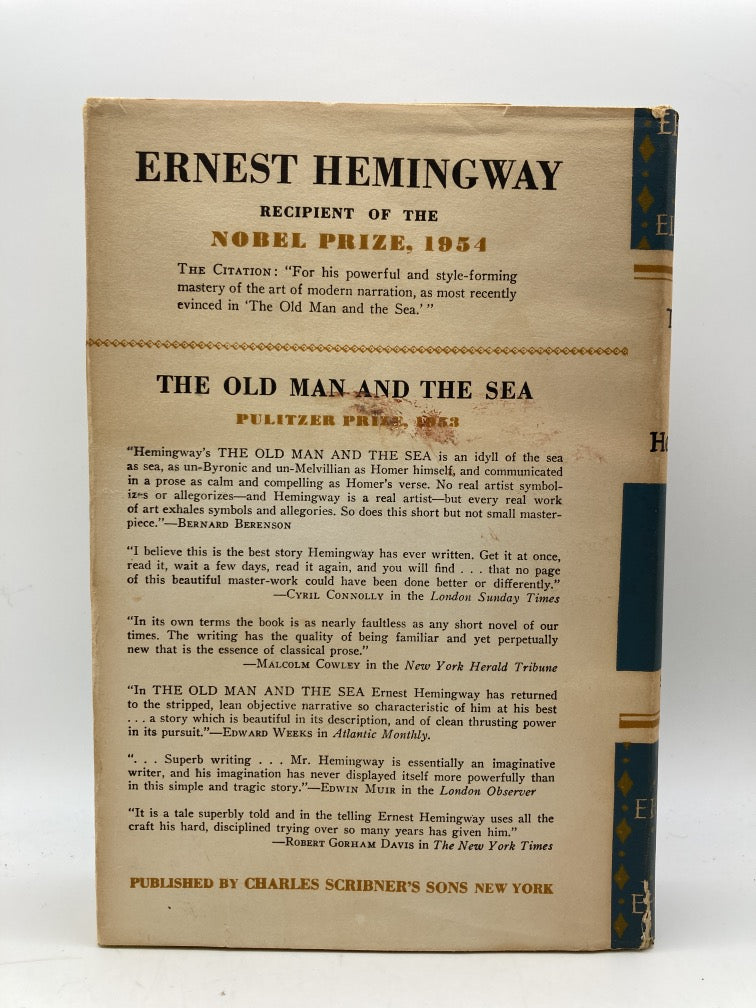 ERNEST HEMINGWAY
RECIPIENT OF THE
NOBEL PRIZE, 1954
THE CITATION: "For his powerful and style-forming
mastery of the art of modern narration, as most recently
evinced in 'The Old Man and the Sea.' "
THE OLD MAN AND THE SEA
PULITZER PRIZE, 1953
"Hemingway's THE OLD MAN AND THE SEA is an idyll of the sea
as sea, as un-Byronic and un-Melvillian as Homer himself, and communicated
in a prose as calm and compelling as Homer's verse. No real artist symbol-
izes or allegorizes—and Hemingway is a real artist—but every real work
of art exhales symbols and allegories. So does this short but not small master-
piece."—BERNARD BERENSON
"I believe this is the best story Hemingway has ever written. Get it at once,
read it, wait a few days, read it again, and you will find . . . that no page
of this beautiful master-work could have been done better or differently."
—CYRIL CONNOLLY in the London Sunday Times
"In its own terms the book is as nearly faultless as any short novel of our
times. The writing has the quality of being familiar and yet perpetually
new that is the essence of classical prose."
—MALCOLM COWLEY in the New York Herald Tribune
"In THE OLD MAN AND THE SEA Ernest Hemingway has returned
to the stripped, lean objective narrative so characteristic of him at his best
. . . a story which is beautiful in its description, and of clean thrusting power
in its pursuit."—EDWARD WEEKS in Atlantic Monthly.
". . . Superb writing . . . Mr. Hemingway is essentially an imaginative
writer, and his imagination has never displayed itself more powerfully than
in this simple and tragic story."—EDWIN MUIR in the London Observer
"It is a tale superbly told and in the telling Ernest Hemingway uses all the
craft his hard, disciplined trying over so many years has given him."
—ROBERT GORHAM DAVIS in The New York Times
PUBLISHED BY CHARLES SCRIBNER'S SONS NEW YORK